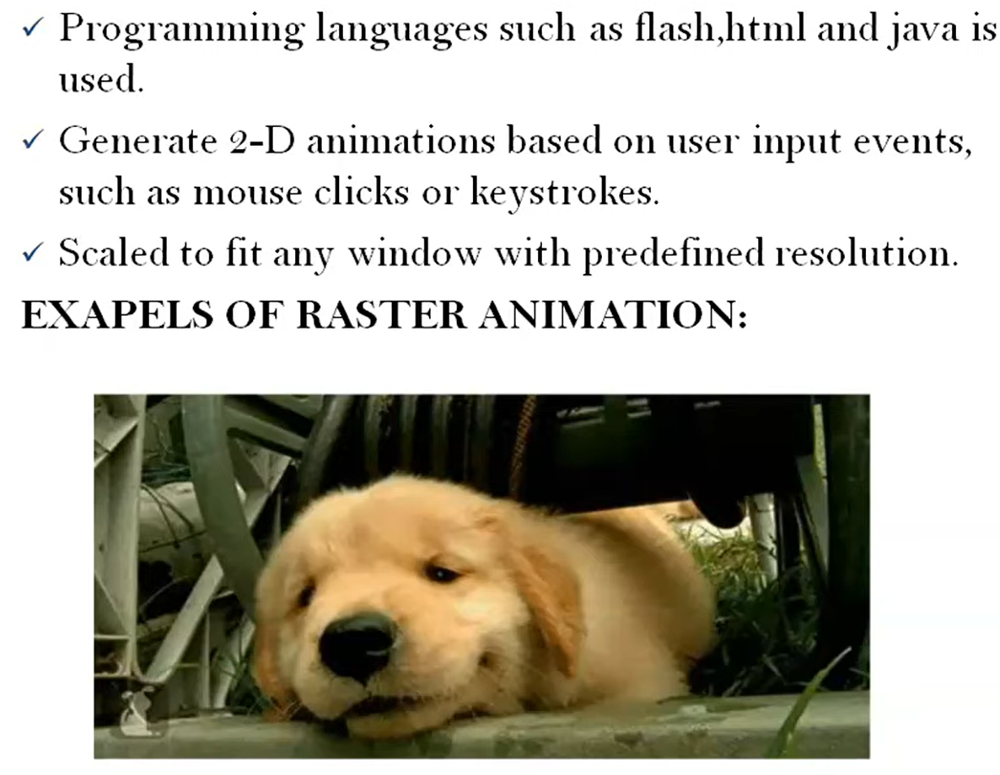 Programming languages such as flash,html and java is
used.
Generate 2-D animations based on user input events,
such as mouse clicks or keystrokes.
Scaled to fit any window with predefined resolution.
EXAPELS OF RASTER ANIMATION: